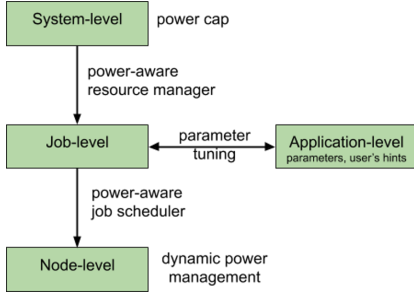 System-level
power cap
power-aware
resource manager
Job-level
parameter
tuning
Application-level
parameters, user's hints
power-aware
job scheduler
Node-level
dynamic power
management